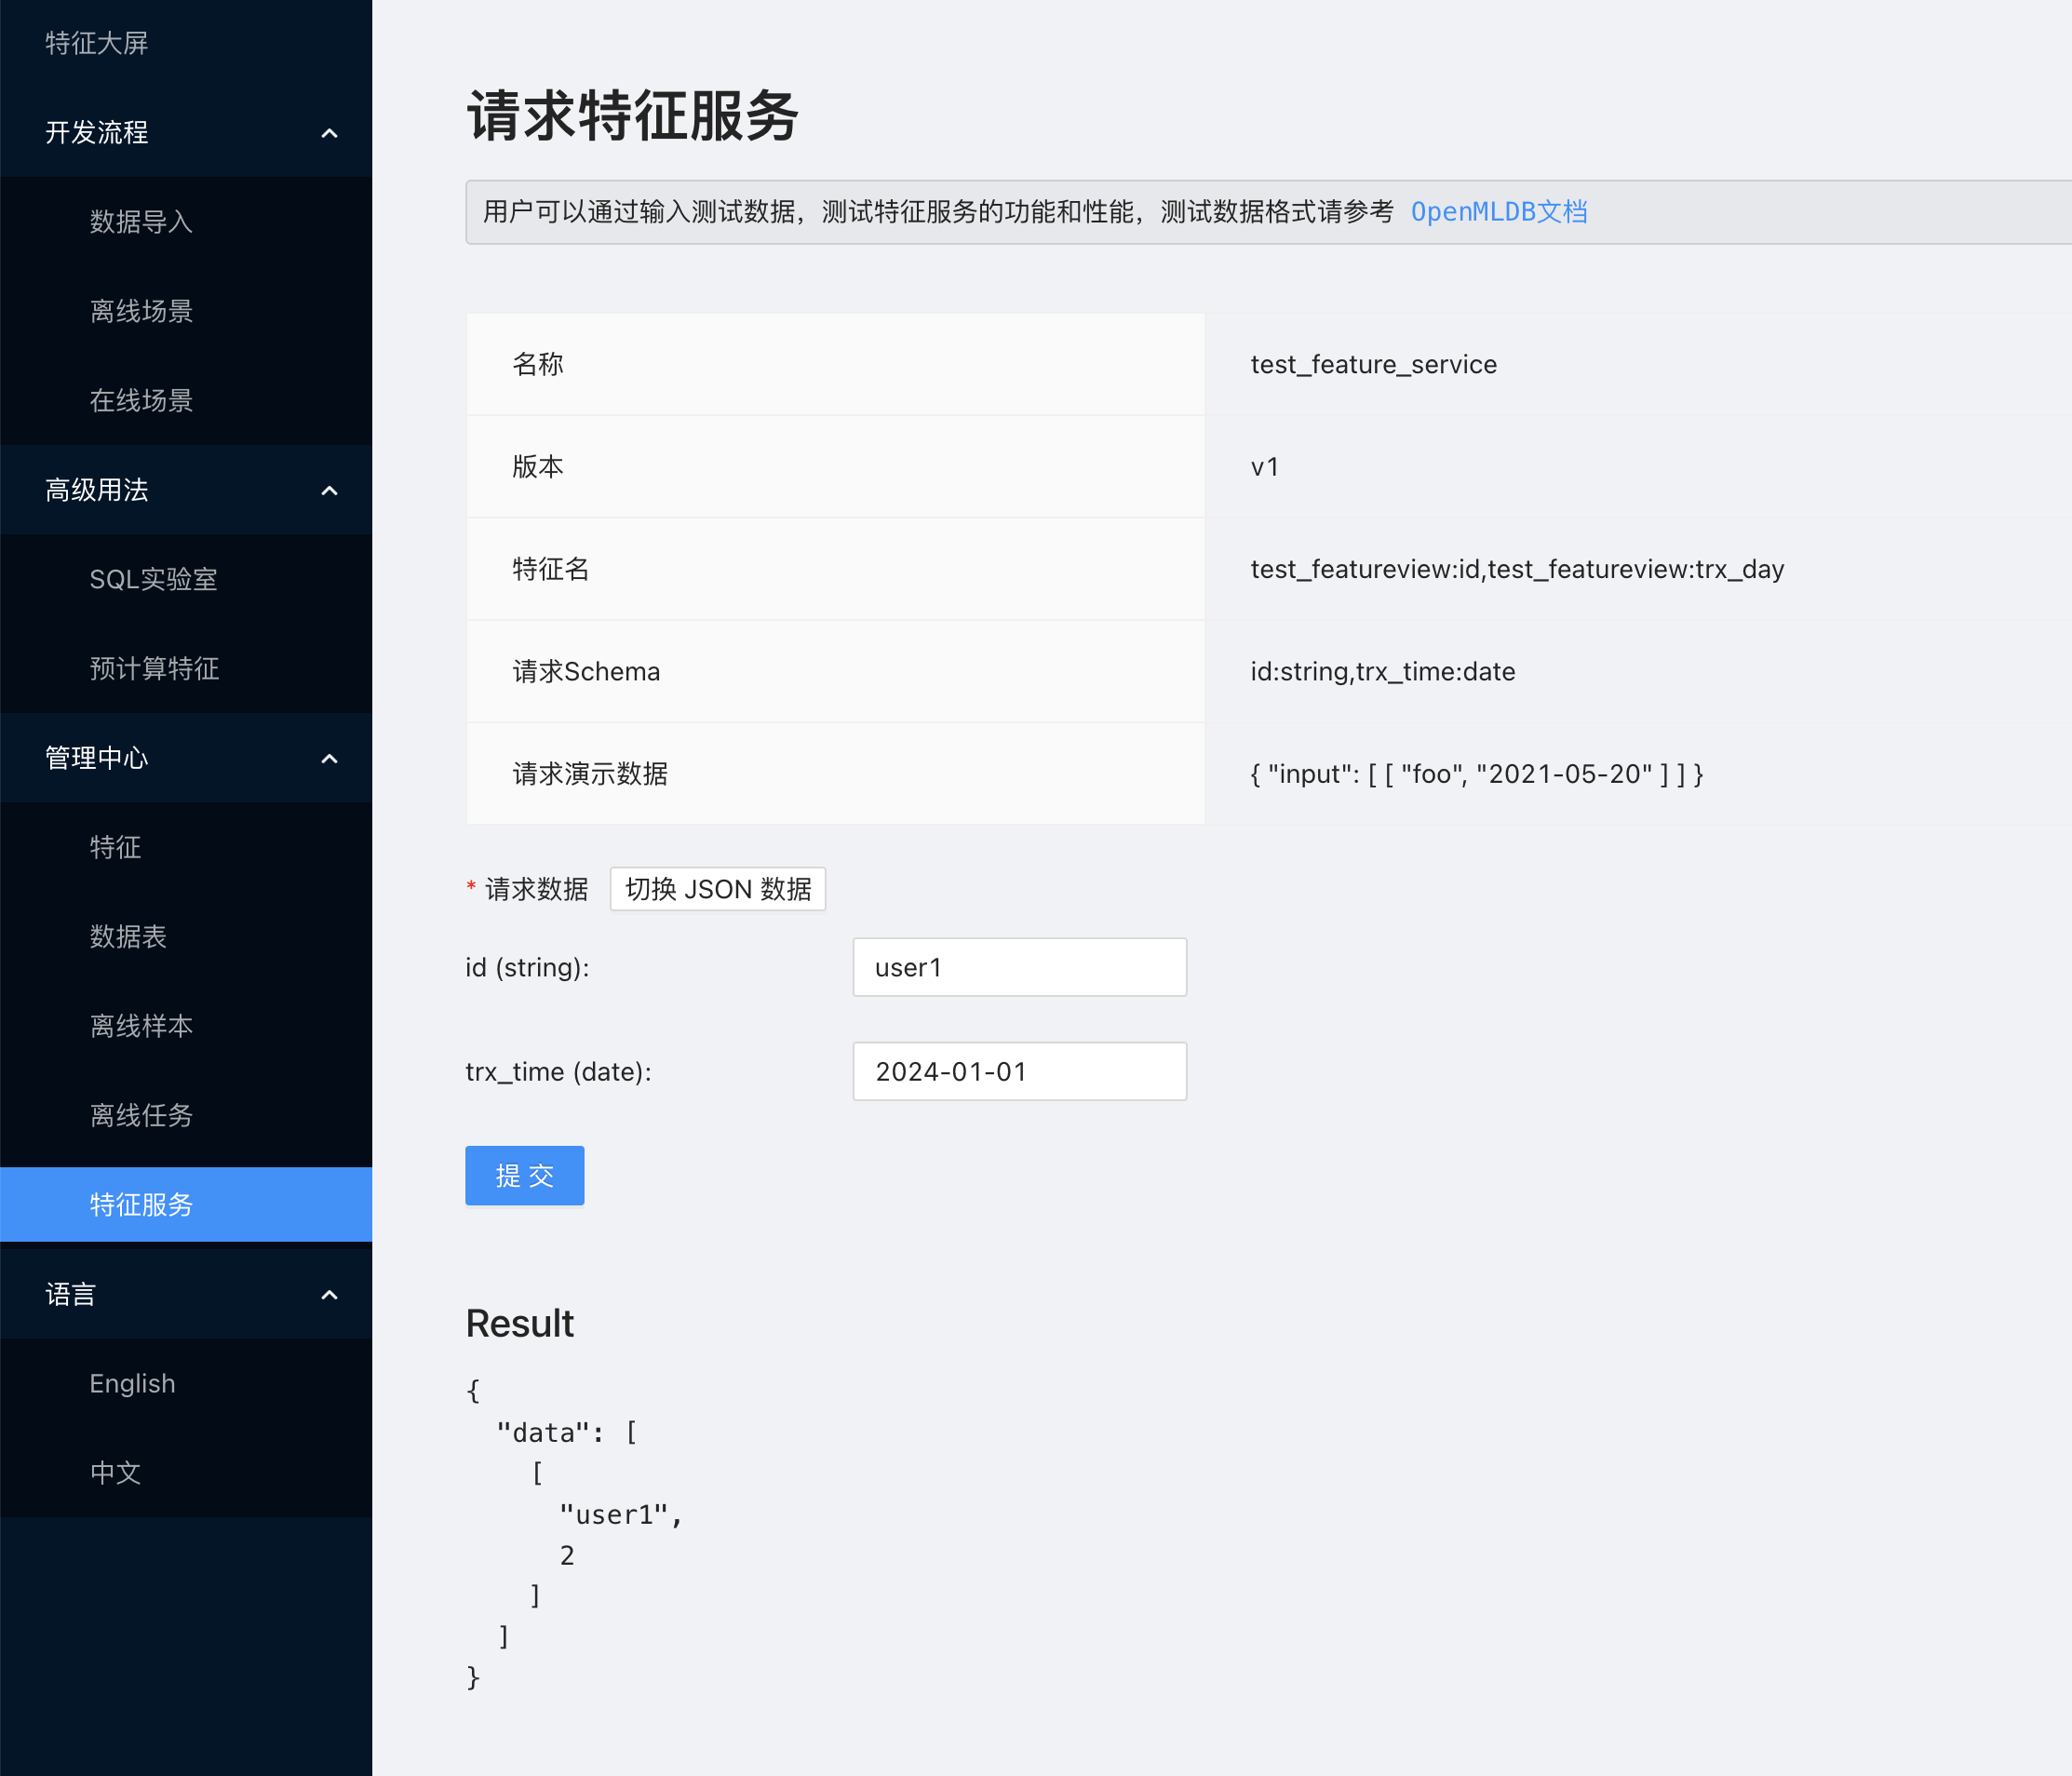 特征大屏
开发流程
数据导入
离线场景
在线场景
高级用法
SQL实验室
预计算特征
管理中心
特征
数据表
离线样本
离线任务
特征服务
语言
English
中文
请求特征服务
用户可以通过输入测试数据，测试特征服务的功能和性能，测试数据格式请参考 OpenMLDB文档
名称 test_feature_service
版本 v1
特征名 test_featureview:id,test_featureview:trx_day
请求Schema id:string,trx_time:date
请求演示数据 { "input": [ [ "foo", "2021-05-20" ] ] }
* 请求数据 切换 JSON 数据
id (string): user1
trx_time (date): 2024-01-01
提 交
Result
{
  "data": [
    [
      "user1",
      2
    ]
  ]
}